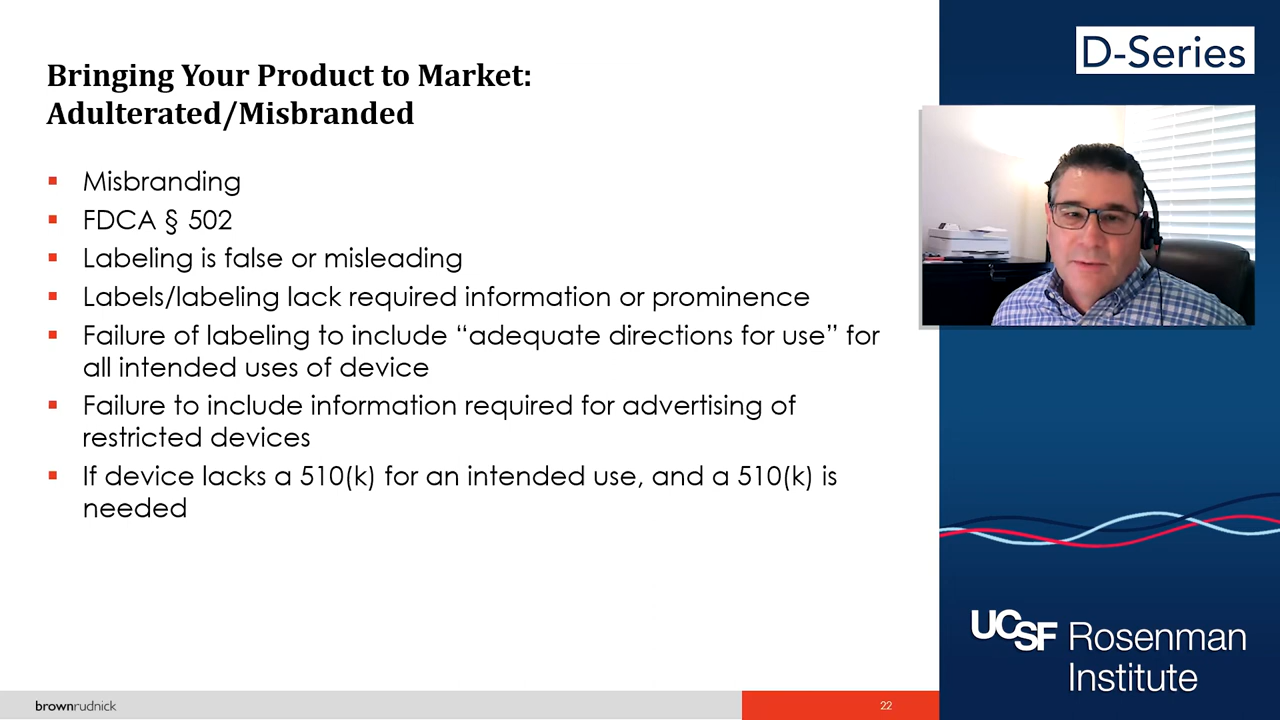 Bringing Your Product to Market:
Adulterated/Misbranded
▪ Misbranding
▪ FDCA § 502
▪ Labeling is false or misleading
▪ Labels/labeling lack required information or prominence
▪ Failure of labeling to include “adequate directions for use” for
all intended uses of device
▪ Failure to include information required for advertising of
restricted devices
▪ If device lacks a 510(k) for an intended use, and a 510(k) is
needed
brownrudnick
22
D-Series
UCSF Rosenman
Institute